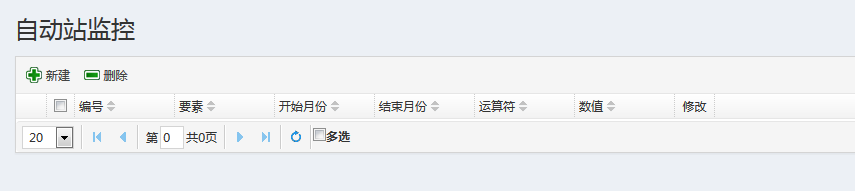 自动站监控
新建 删除
编号 要素 开始月份 结束月份 运算符 数值 修改
20 第 0 共0页 多选